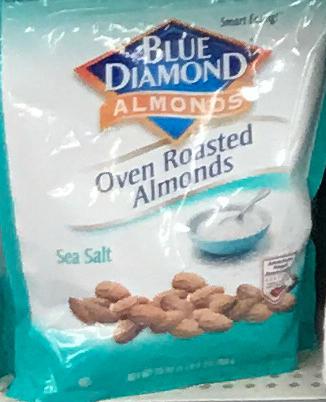 Smart Eating!
BLUE
DIAMOND
ALMONDS
Oven Roasted
Almonds
Sea Salt